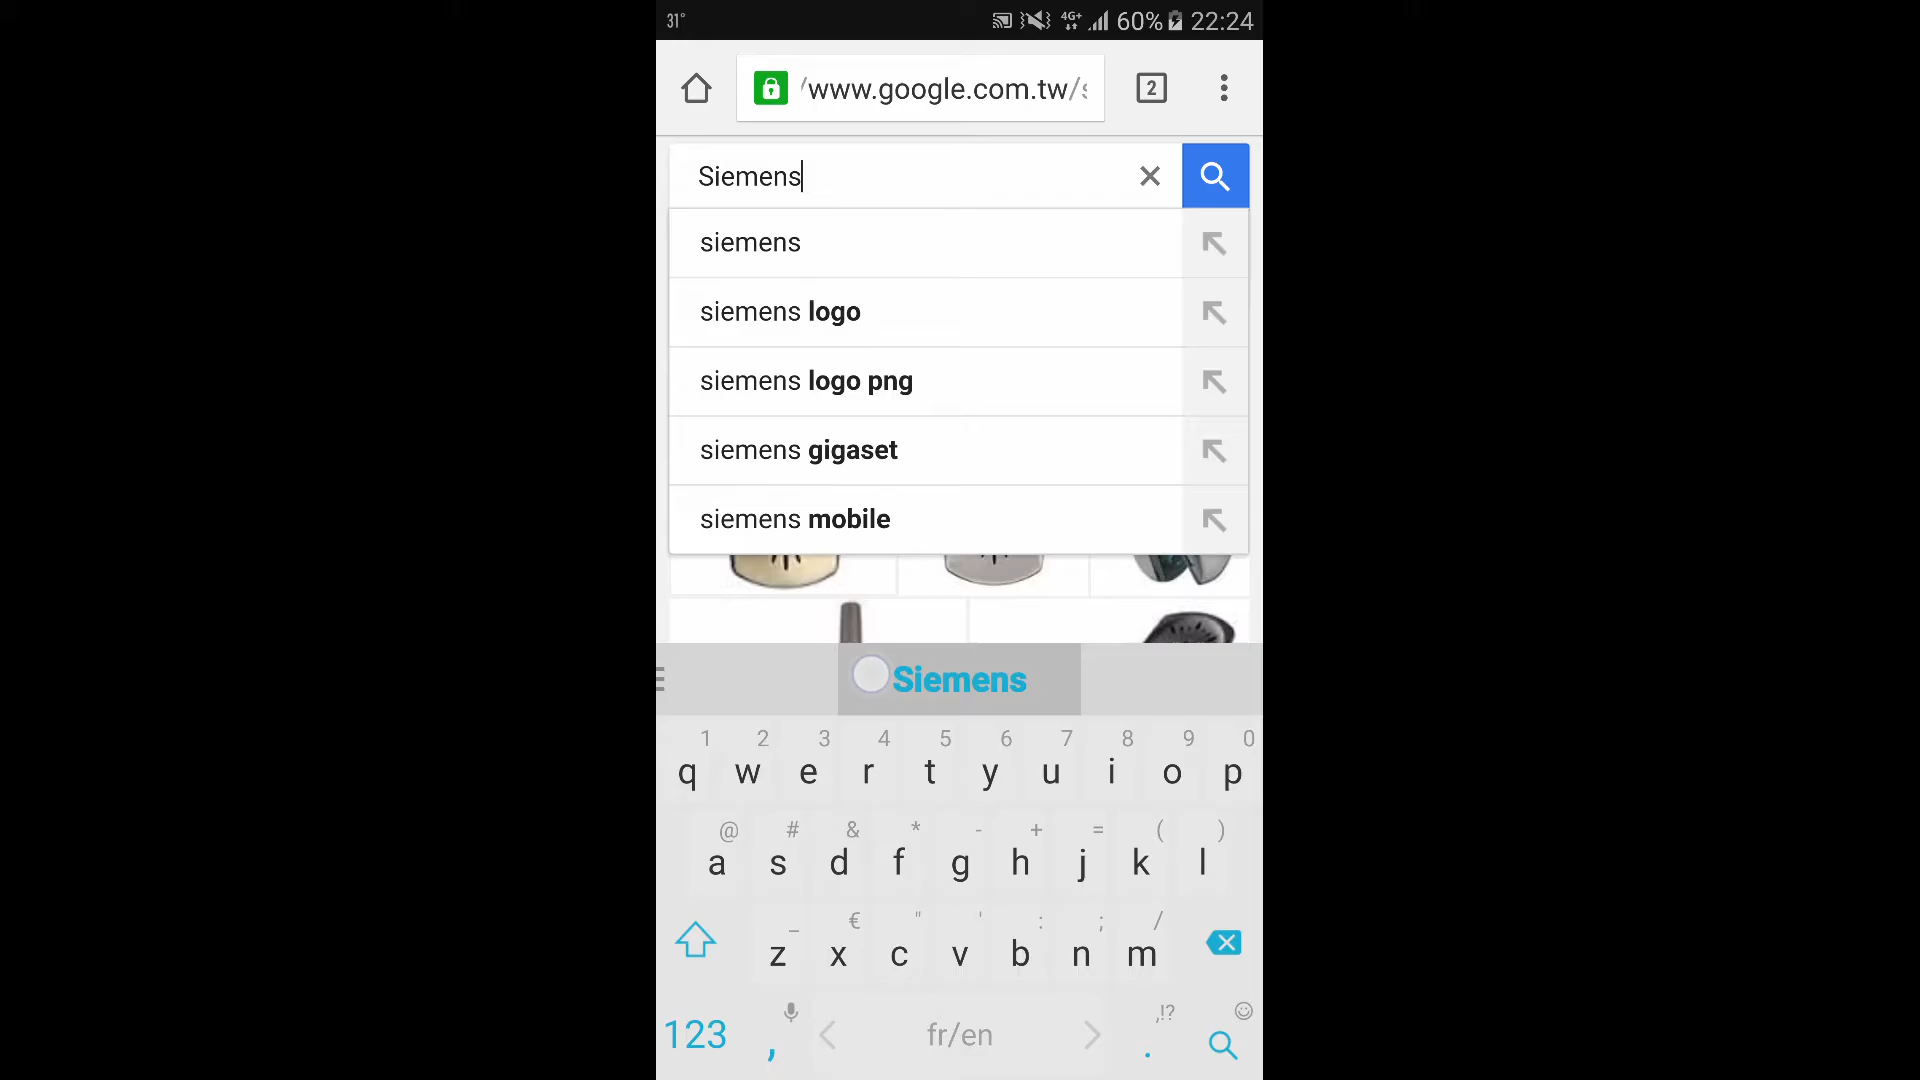 31°
4G+ 60% 22:24
/www.google.com.tw/s
2
Siemens
siemens
siemens logo
siemens logo png
siemens gigaset
siemens mobile
Siemens
1 2 3 4 5 6 7 8 9 0
q w e r t y u i o p
@ # & * - + = ( )
a s d f g h j k l
_ € " ' : ; /
z x c v b n m
,!?
123 , fr/en .